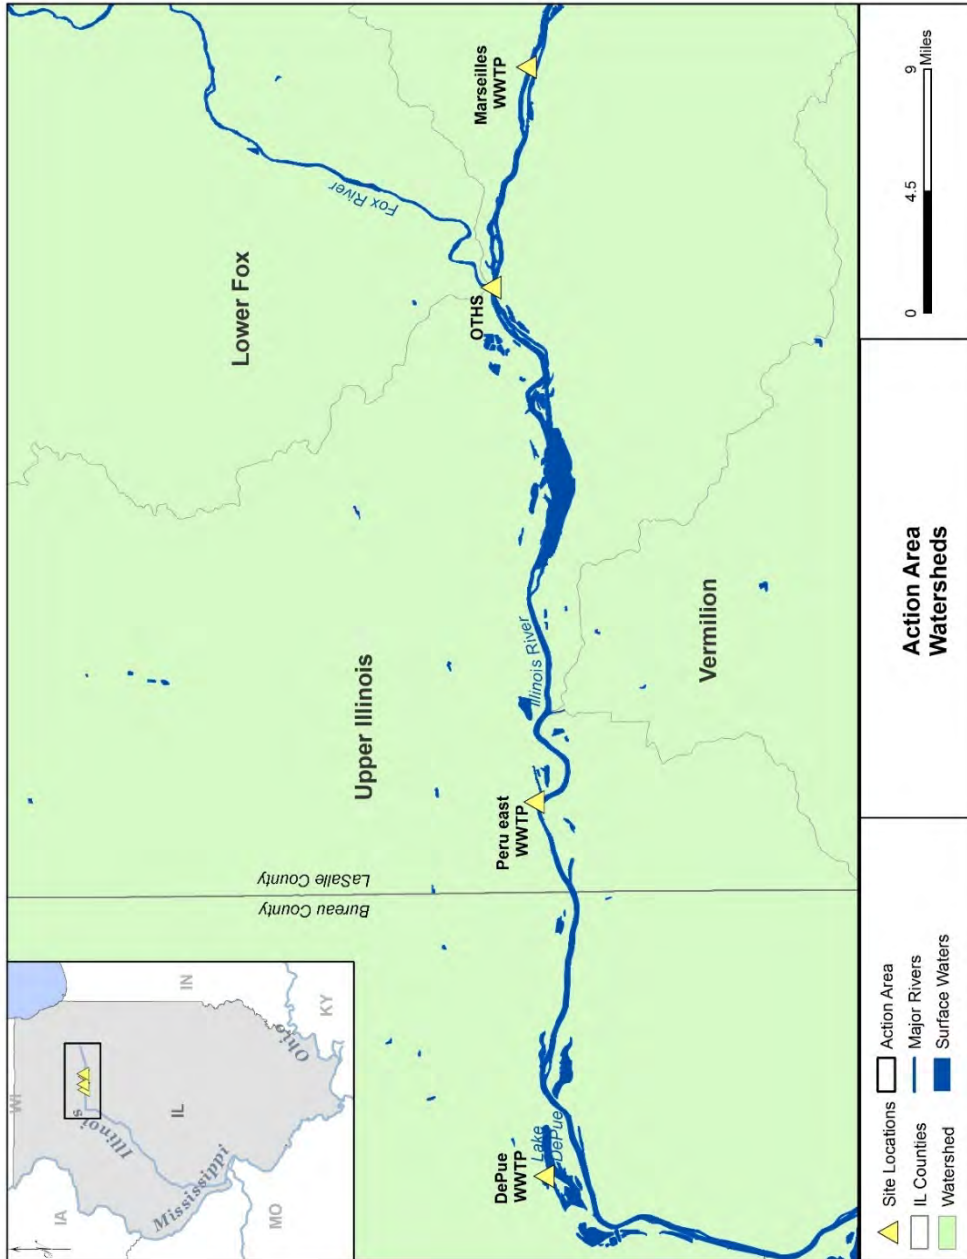 WI
IA
IL
IN
MO
KY
Illinois
Mississippi
Ohio
Bureau County
LaSalle County
Lower Fox
Upper Illinois
Vermilion
Fox River
Illinois River
Lake
DePue
DePue
WWTP
Peru east
WWTP
OTHS
Marseilles
WWTP
Site Locations
Action Area
IL Counties
Major Rivers
Watershed
Surface Waters
Action Area
Watersheds
0
4.5
9
Miles